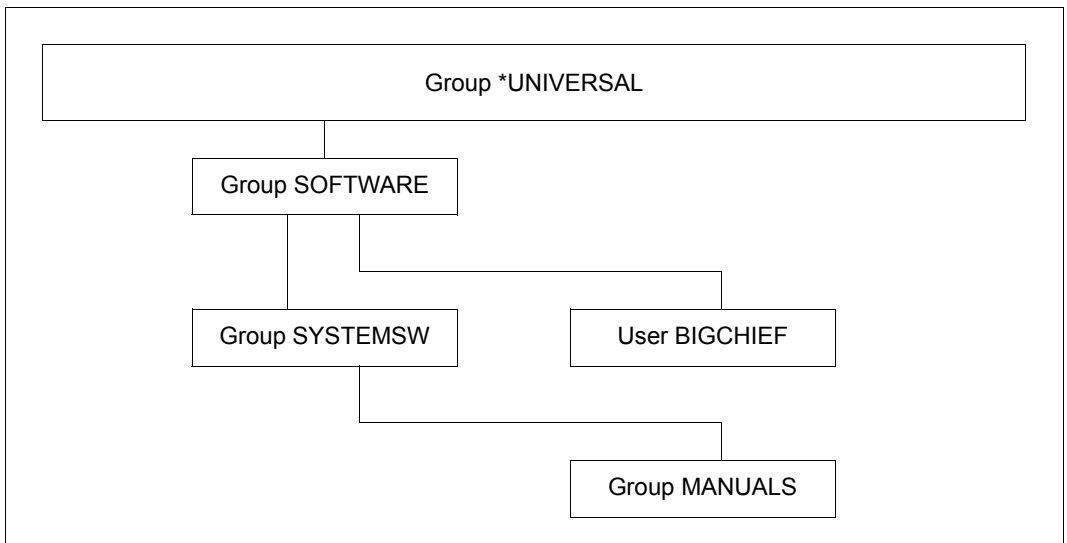 Group *UNIVERSAL
Group SOFTWARE
Group SYSTEMSW
User BIGCHIEF
Group MANUALS